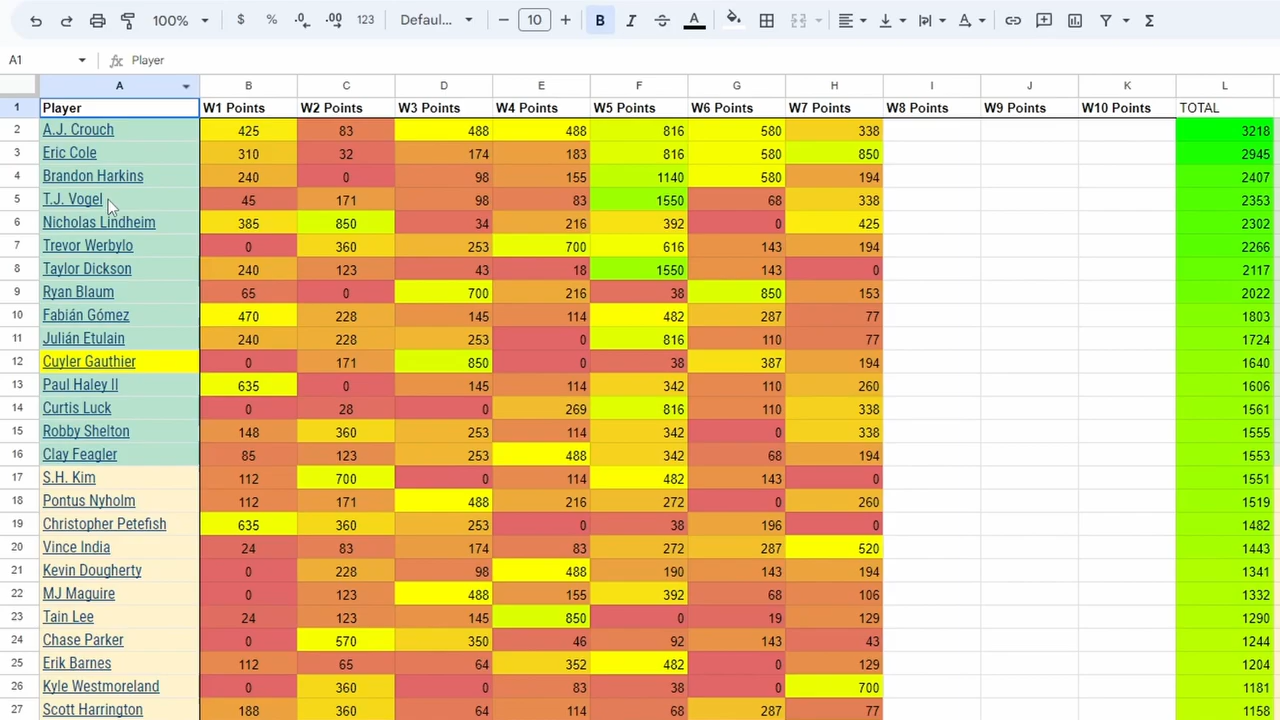 100% $ % .0 .00 123 Defaul... − 10 + B I A
A1 fx Player
A B C D E F G H I J K L
1 Player W1 Points W2 Points W3 Points W4 Points W5 Points W6 Points W7 Points W8 Points W9 Points W10 Points TOTAL
2 A.J. Crouch 425 83 488 488 816 580 338 3218
3 Eric Cole 310 32 174 183 816 580 850 2945
4 Brandon Harkins 240 0 98 155 1140 580 194 2407
5 T.J. Vogel 45 171 98 83 1550 68 338 2353
6 Nicholas Lindheim 385 850 34 216 392 0 425 2302
7 Trevor Werbylo 0 360 253 700 616 143 194 2266
8 Taylor Dickson 240 123 43 18 1550 143 0 2117
9 Ryan Blaum 65 0 700 216 38 850 153 2022
10 Fabián Gómez 470 228 145 114 482 287 77 1803
11 Julián Etulain 240 228 253 0 816 110 77 1724
12 Cuyler Gauthier 0 171 850 0 38 387 194 1640
13 Paul Haley II 635 0 145 114 342 110 260 1606
14 Curtis Luck 0 28 0 269 816 110 338 1561
15 Robby Shelton 148 360 253 114 342 0 338 1555
16 Clay Feagler 85 123 253 488 342 68 194 1553
17 S.H. Kim 112 700 0 114 482 143 0 1551
18 Pontus Nyholm 112 171 488 216 272 0 260 1519
19 Christopher Petefish 635 360 253 0 38 196 0 1482
20 Vince India 24 83 174 83 272 287 520 1443
21 Kevin Dougherty 0 228 98 488 190 143 194 1341
22 MJ Maguire 0 123 488 155 392 68 106 1332
23 Tain Lee 24 123 145 850 0 19 129 1290
24 Chase Parker 0 570 350 46 92 143 43 1244
25 Erik Barnes 112 65 64 352 482 0 129 1204
26 Kyle Westmoreland 0 360 0 83 38 0 700 1181
27 Scott Harrington 188 360 64 114 68 287 77 1158